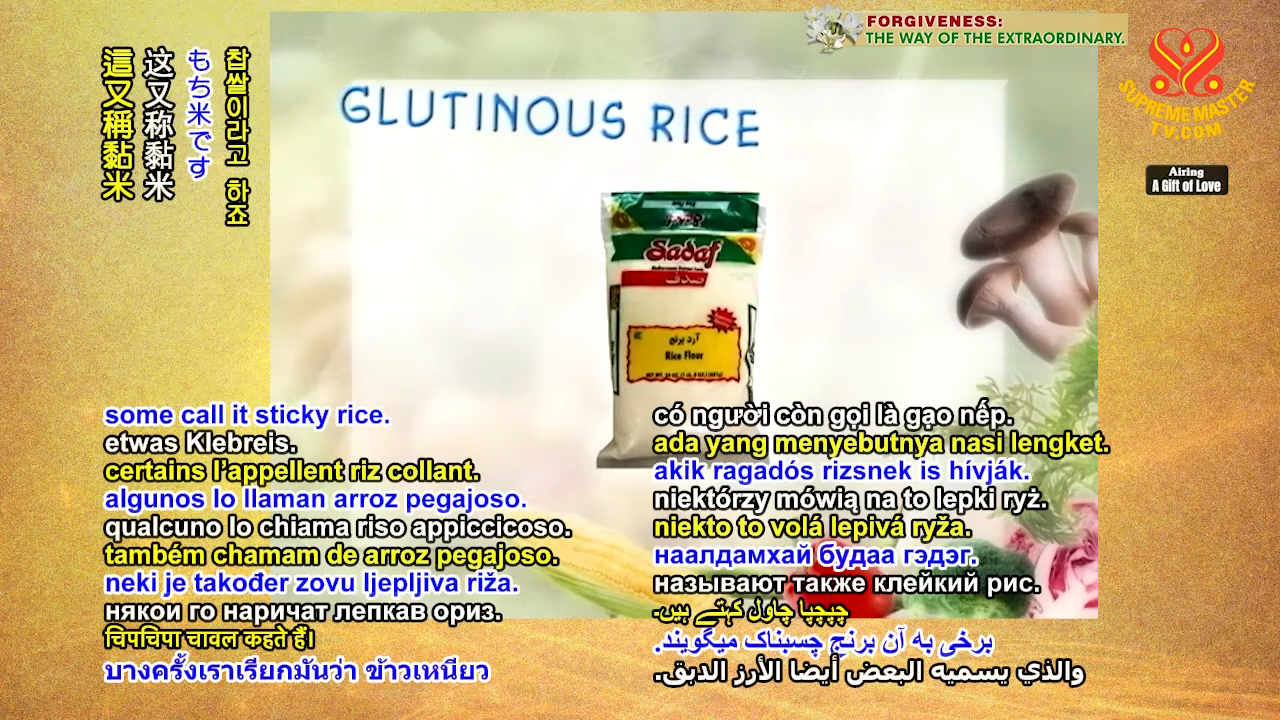 FORGIVENESS:
THE WAY OF THE EXTRAORDINARY.
SUPREME MASTER
TV.COM
Airing
A Gift of Love
這又稱黏米
这又称黏米
もち米です
찹쌀이라고 하죠
GLUTINOUS RICE
Sadaf
صدف
آرد برنج
Rice Flour
some call it sticky rice.
etwas Klebreis.
certains l’appellent riz collant.
algunos lo llaman arroz pegajoso.
qualcuno lo chiama riso appiccicoso.
também chamam de arroz pegajoso.
neki je također zovu ljepljiva riža.
някои го наричат лепкав ориз.
चिपचिपा चावल कहते हैं।
บางครั้งเราเรียกมันว่า ข้าวเหนียว
có người còn gọi là gạo nếp.
ada yang menyebutnya nasi lengket.
akik ragadós rizsnek is hívják.
niektórzy mówią na to lepki ryż.
niekto to volá lepivá ryža.
наалдамхай будаа гэдэг.
называют также клейкий рис.
چپچپا چاول کہتے ہیں۔
برخی به آن برنج چسبناک میگویند.
والذي يسميه البعض أيضا الأرز الدبق.